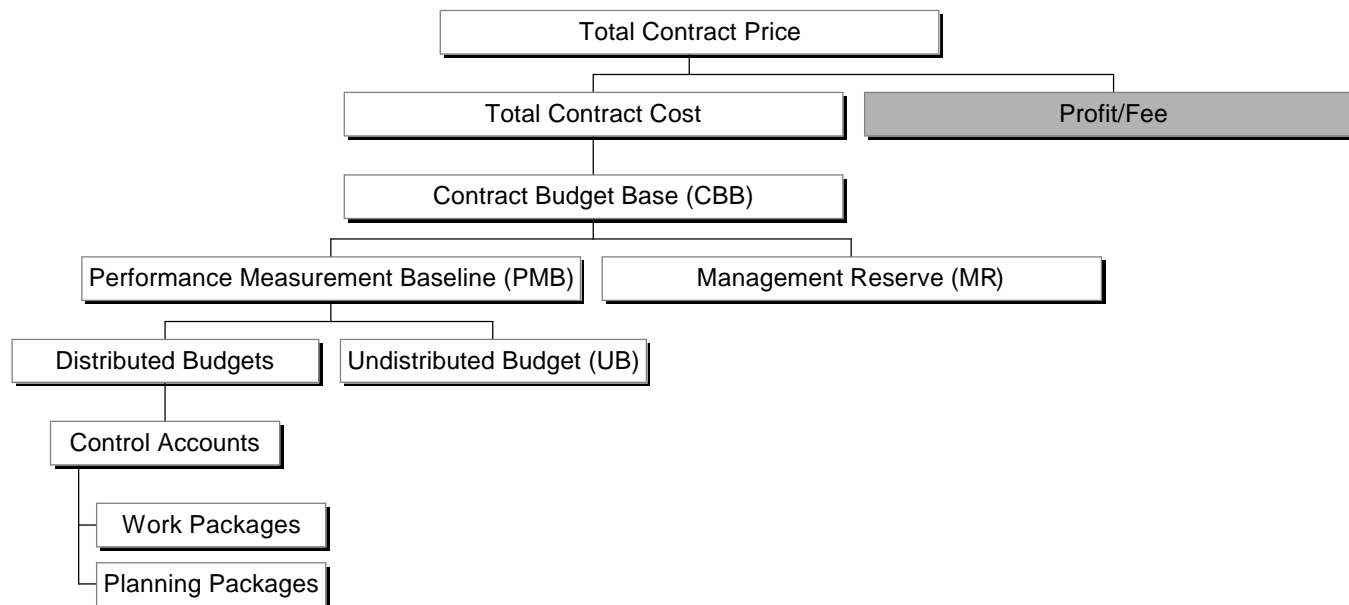 Total Contract Price
Total Contract Cost
Profit/Fee
Contract Budget Base (CBB)
Performance Measurement Baseline (PMB)
Management Reserve (MR)
Distributed Budgets
Undistributed Budget (UB)
Control Accounts
Work Packages
Planning Packages